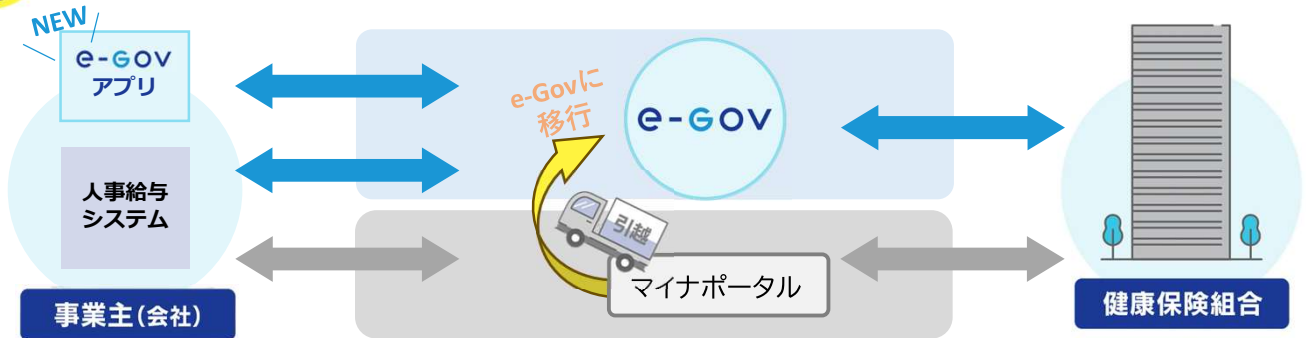 NEW
e-GOV
アプリ
人事給与
システム
事業主(会社)
e-Govに
移行
e-GOV
引越
マイナポータル
健康保険組合